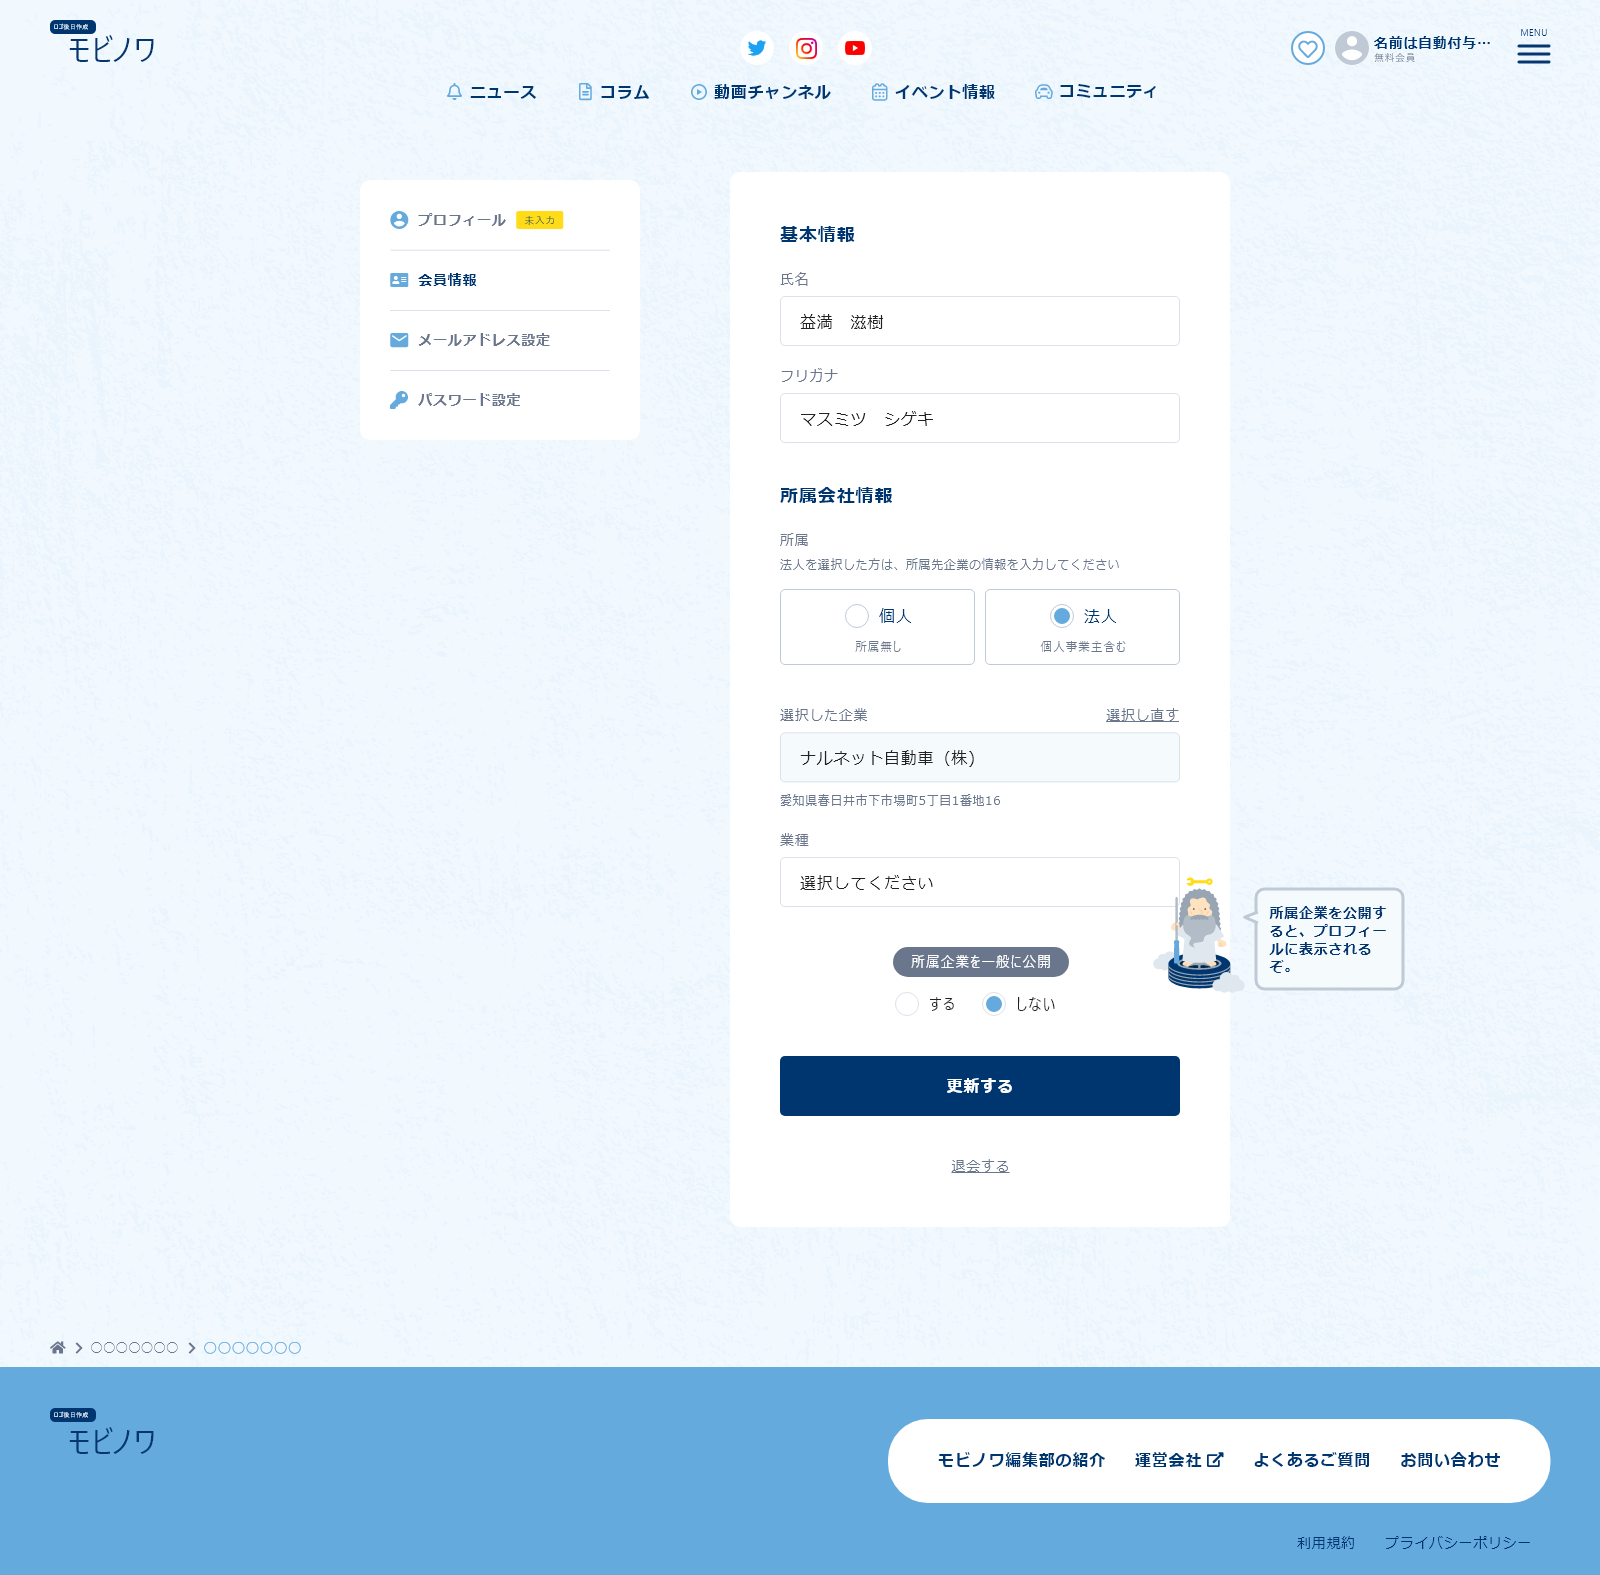 ロゴ後日作成
モビノワ
名前は自動付与…
無料会員
MENU
ニュース
コラム
動画チャンネル
イベント情報
コミュニティ
プロフィール
未入力
会員情報
メールアドレス設定
パスワード設定
基本情報
氏名
益満　滋樹
フリガナ
マスミツ　シゲキ
所属会社情報
所属
法人を選択した方は、所属先企業の情報を入力してください
個人
所属無し
法人
個人事業主含む
選択した企業
選択し直す
ナルネット自動車（株)
愛知県春日井市下市場町5丁目1番地16
業種
選択してください
所属企業を公開す
ると、プロフィー
ルに表示される
ぞ。
所属企業を一般に公開
する
しない
更新する
退会する
〇〇〇〇〇〇〇
〇〇〇〇〇〇〇
ロゴ後日作成
モビノワ
モビノワ編集部の紹介
運営会社
よくあるご質問
お問い合わせ
利用規約
プライバシーポリシー